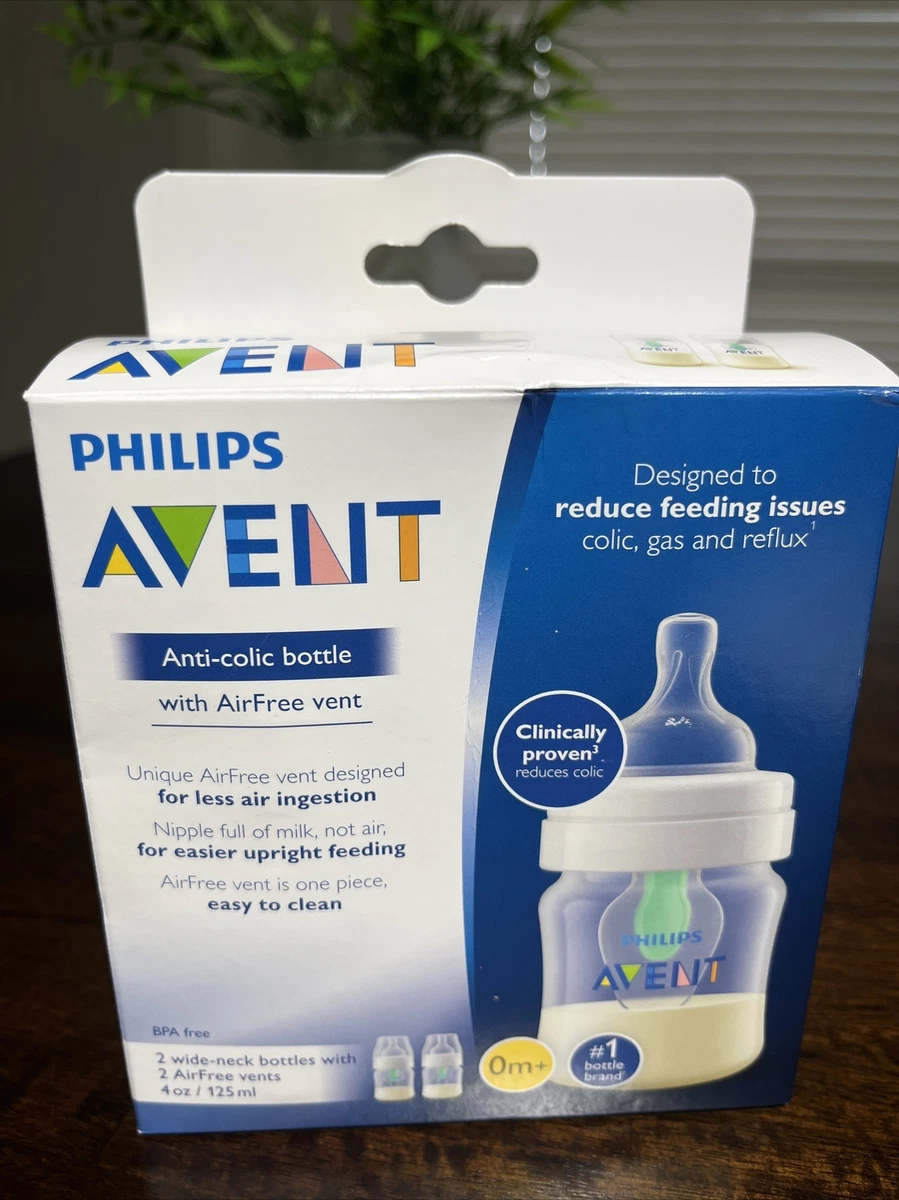 PHILIPS
AVENT
AVENT
AVENT
PHILIPS
AVENT
Designed to
reduce feeding issues
colic, gas and reflux¹
Anti-colic bottle
with AirFree vent
Unique AirFree vent designed
for less air ingestion
Nipple full of milk, not air,
for easier upright feeding
AirFree vent is one piece,
easy to clean
Clinically
proven³
reduces colic
PHILIPS
AVENT
BPA free
2 wide-neck bottles with
2 AirFree vents
4 oz / 125 ml
0m+
#1
bottle
brand